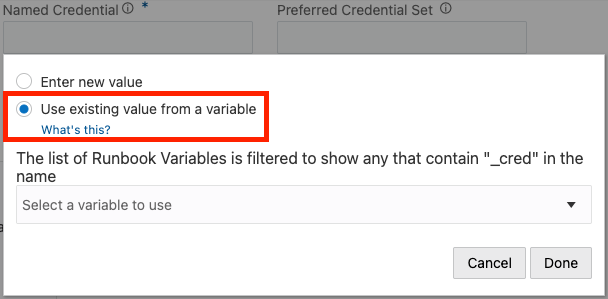 Named Credential ⓘ * Preferred Credential Set ⓘ
Enter new value
Use existing value from a variable
What's this?
The list of Runbook Variables is filtered to show any that contain "_cred" in the
name
Select a variable to use
Cancel Done